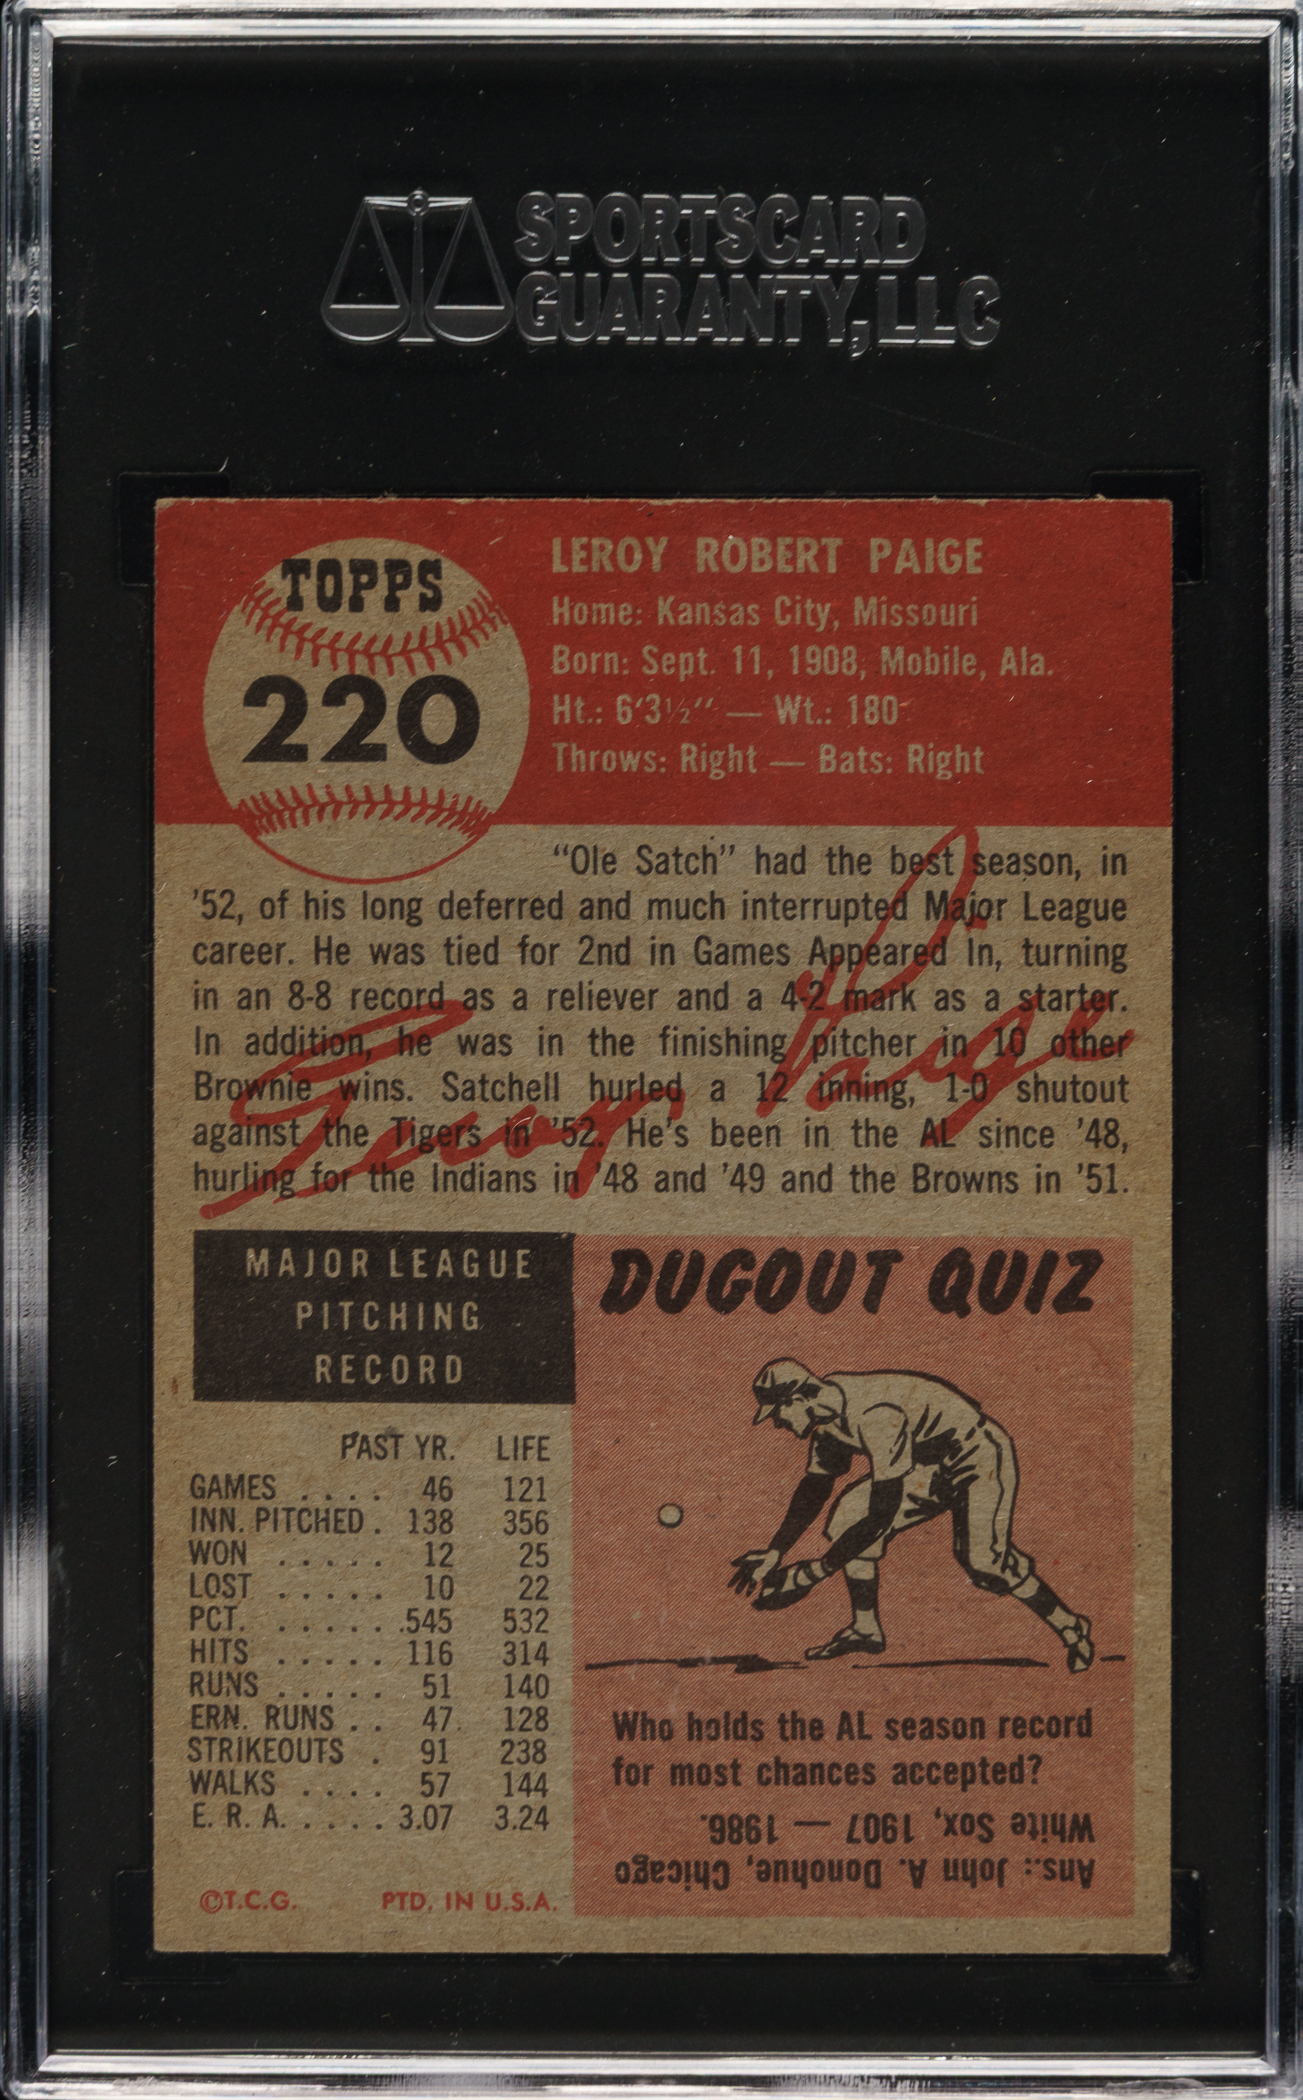 SPORTSCARD
GUARANTY, LLC
TOPPS
220
LEROY ROBERT PAIGE
Home: Kansas City, Missouri
Born: Sept. 11, 1908, Mobile, Ala.
Ht.: 6'3½" — Wt.: 180
Throws: Right — Bats: Right
"Ole Satch" had the best season, in
'52, of his long deferred and much interrupted Major League
career. He was tied for 2nd in Games Appeared In, turning
in an 8-8 record as a reliever and a 4-2 mark as a starter.
In addition, he was in the finishing pitcher in 10 other
Brownie wins. Satchell hurled a 12 inning, 1-0 shutout
against the Tigers in '52. He's been in the AL since '48,
hurling for the Indians in '48 and '49 and the Browns in '51.
Leroy Paige
MAJOR LEAGUE
PITCHING
RECORD
PAST YR. LIFE
GAMES .... 46 121
INN. PITCHED . 138 356
WON ..... 12 25
LOST ..... 10 22
PCT. ...... .545 532
HITS ..... 116 314
RUNS ..... 51 140
ERN. RUNS .. 47 128
STRIKEOUTS . 91 238
WALKS .... 57 144
E. R. A. ..... 3.07 3.24
©T.C.G. PTD. IN U.S.A.
DUGOUT QUIZ
Who holds the AL season record
for most chances accepted?
Ans.: John A. Donohue, Chicago
White Sox, 1907 — 1986.